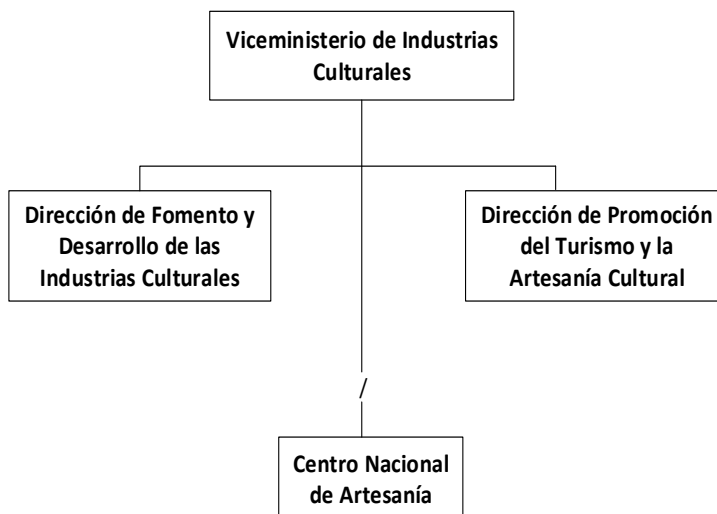 Viceministerio de Industrias
Culturales
Dirección de Fomento y
Desarrollo de las
Industrias Culturales
Dirección de Promoción
del Turismo y la
Artesanía Cultural
/
Centro Nacional
de Artesanía